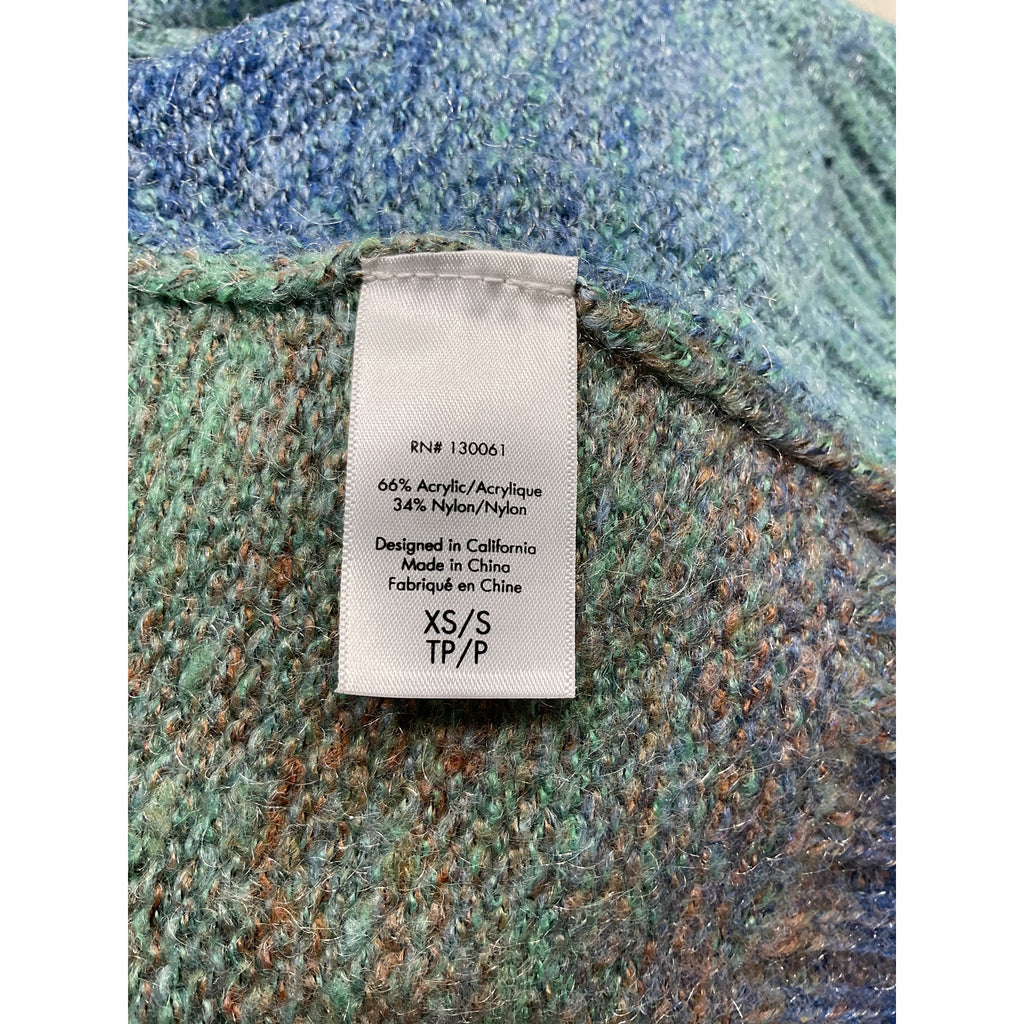 RN# 130061
66% Acrylic/Acrylique
34% Nylon/Nylon
Designed in California
Made in China
Fabriqué en Chine
XS/S
TP/P